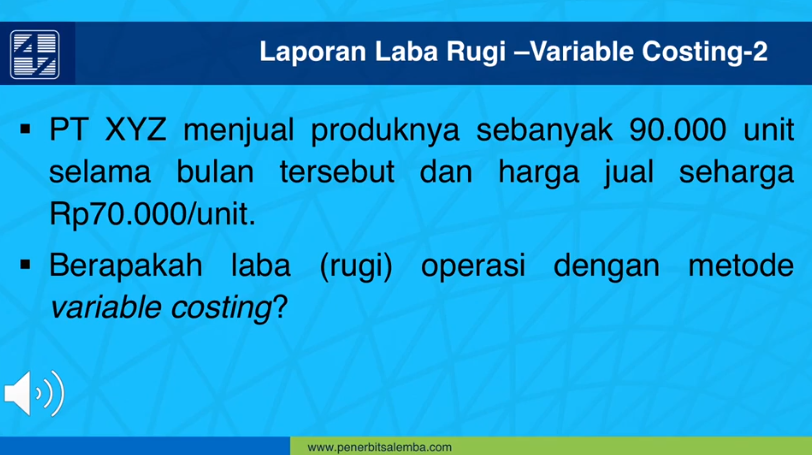 Laporan Laba Rugi –Variable Costing-2
▪ PT XYZ menjual produknya sebanyak 90.000 unit
selama bulan tersebut dan harga jual seharga
Rp70.000/unit.
▪ Berapakah laba (rugi) operasi dengan metode
variable costing?
www.penerbitsalemba.com